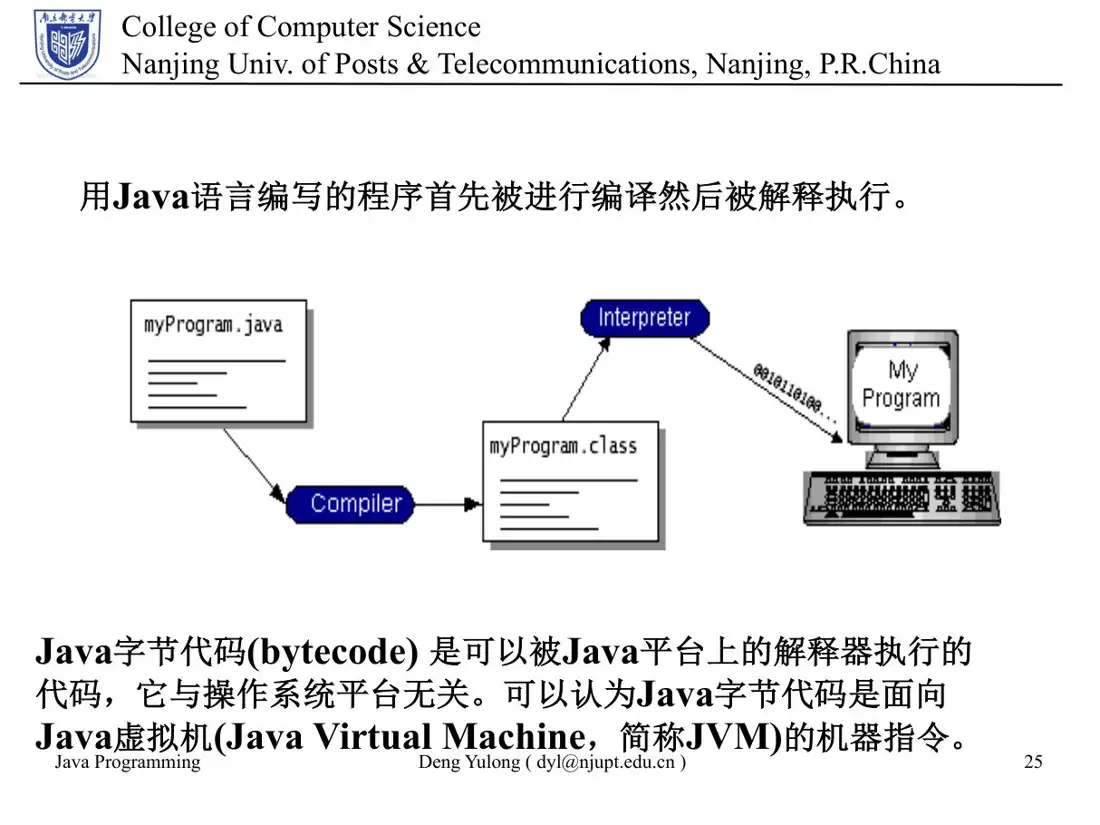 College of Computer Science
Nanjing Univ. of Posts & Telecommunications, Nanjing, P.R.China
用Java语言编写的程序首先被进行编译然后被解释执行。
myProgram.java
Compiler
myProgram.class
Interpreter
0010110100...
My
Program
Java字节代码(bytecode) 是可以被Java平台上的解释器执行的
代码，它与操作系统平台无关。可以认为Java字节代码是面向
Java虚拟机(Java Virtual Machine，简称JVM)的机器指令。
Java Programming
Deng Yulong ( dyl@njupt.edu.cn )
25